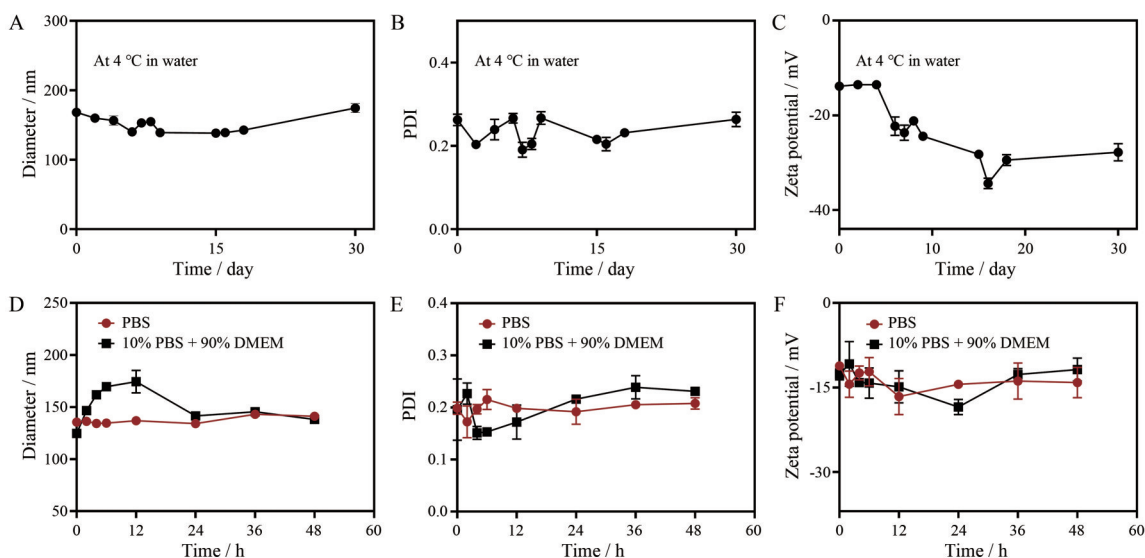 A
300
200
100
0
Diameter / nm
At 4 °C in water
0
15
30
Time / day
B
0.4
0.2
0.0
PDI
At 4 °C in water
0
15
30
Time / day
C
0
-20
-40
Zeta potential / mV
At 4 °C in water
0
10
20
30
Time / day
D
250
200
150
100
50
Diameter / nm
PBS
10% PBS + 90% DMEM
0
12
24
36
48
60
Time / h
E
0.4
0.3
0.2
0.1
0.0
PDI
PBS
10% PBS + 90% DMEM
0
12
24
36
48
60
Time / h
F
0
-15
-30
Zeta potential / mV
PBS
10% PBS + 90% DMEM
0
12
24
36
48
60
Time / h